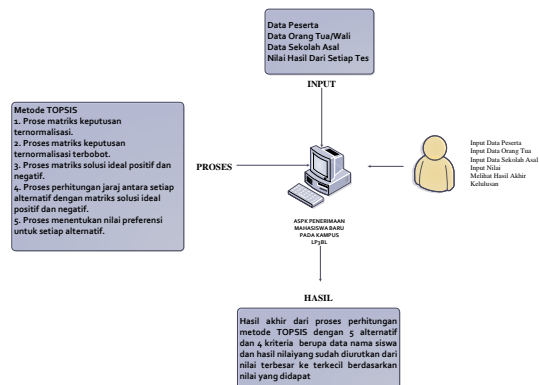 Data Peserta
Data Orang Tua/Wali
Data Sekolah Asal
Nilai Hasil Dari Setiap Tes
INPUT
Metode TOPSIS
1. Prose matriks keputusan
ternormalisasi.
2. Proses matriks keputusan
ternormalisasi terbobot.
3. Proses matriks solusi ideal positif dan
negatif.
4. Proses perhitungan jaraj antara setiap
alternatif dengan matriks solusi ideal
positif dan negatif.
5. Proses menentukan nilai preferensi
untuk setiap alternatif.
PROSES
Input Data Peserta
Input Data Orang Tua
Input Data Sekolah Asal
Input Nilai
Melihat Hasil Akhir
Kelulusan
ASPK PENERIMAAN
MAHASISWA BARU
PADA KAMPUS
LP3BL
HASIL
Hasil akhir dari proses perhitungan
metode TOPSIS dengan 5 alternatif
dan 4 kriteria berupa data nama siswa
dan hasil nilaiyang sudah diurutkan dari
nilai terbesar ke terkecil berdasarkan
nilai yang didapat